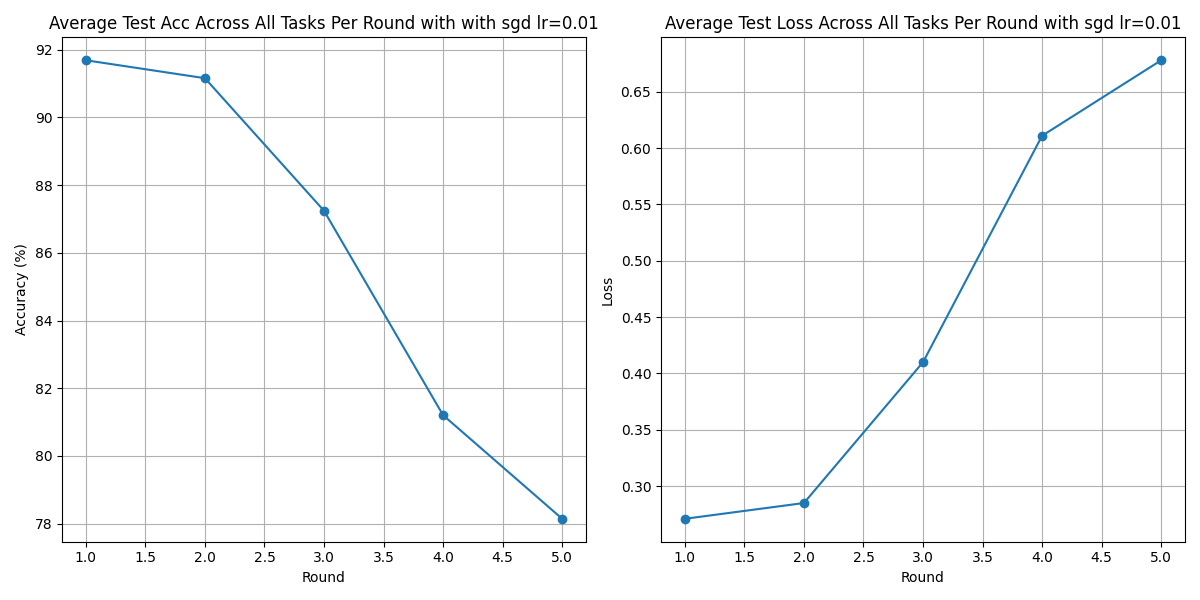 Average Test Acc Across All Tasks Per Round with with sgd lr=0.01
92
90
88
86
84
82
80
78
Accuracy (%)
1.0 1.5 2.0 2.5 3.0 3.5 4.0 4.5 5.0
Round
Average Test Loss Across All Tasks Per Round with sgd lr=0.01
0.65
0.60
0.55
0.50
0.45
0.40
0.35
0.30
Loss
1.0 1.5 2.0 2.5 3.0 3.5 4.0 4.5 5.0
Round